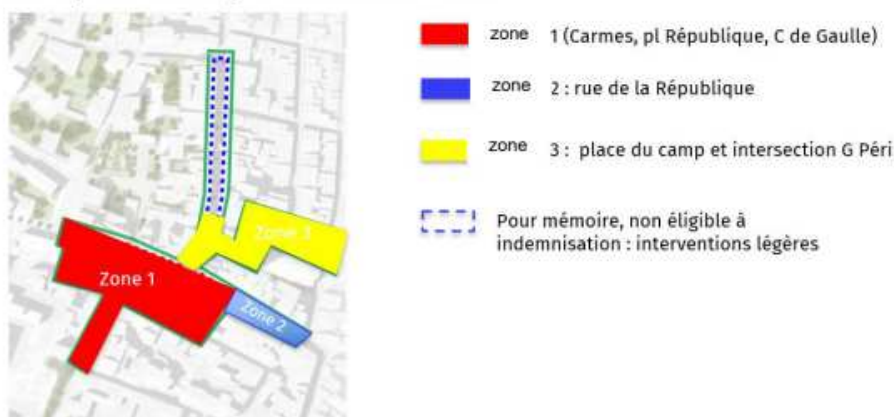 zone 1 (Carmes, pl République, C de Gaulle)
zone 2 : rue de la République
zone 3 : place du camp et intersection G Péri
Pour mémoire, non éligible à
indemnisation : interventions légères
Zone 3
Zone 1
Zone 2